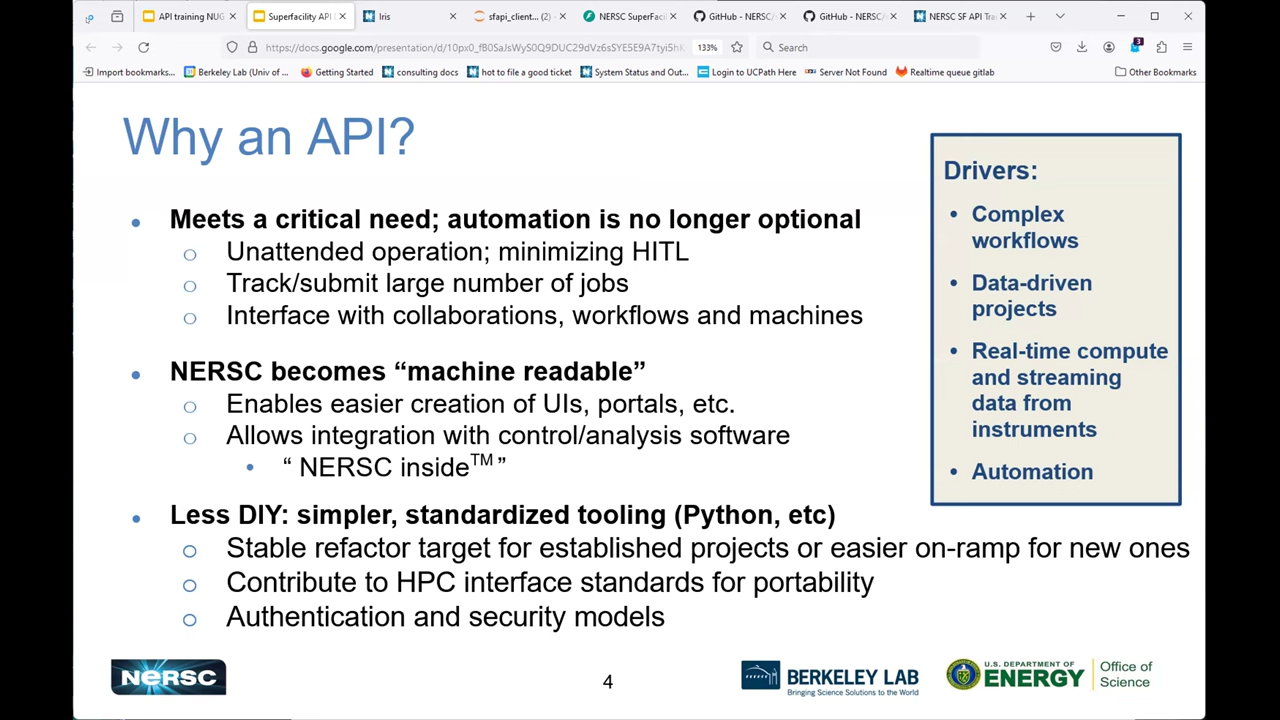 API training NUG
Superfacility API
Iris
sfapi_client... (2) -
NERSC SuperFaci
GitHub - NERSC/
GitHub - NERSC/
NERSC SF API Trai
3
https://docs.google.com/presentation/d/
133%
Search
Import bookmarks...
Berkeley Lab (Univ of ...
Getting Started
consulting docs
hot to file a good ticket
System Status and Out...
Login to UCPath Here
Server Not Found
Realtime queue gitlab
Other Bookmarks
Why an API?
• Meets a critical need; automation is no longer optional
o Unattended operation; minimizing HITL
o Track/submit large number of jobs
o Interface with collaborations, workflows and machines
• NERSC becomes “machine readable”
o Enables easier creation of UIs, portals, etc.
o Allows integration with control/analysis software
• “ NERSC inside™ ”
• Less DIY: simpler, standardized tooling (Python, etc)
o Stable refactor target for established projects or easier on-ramp for new ones
o Contribute to HPC interface standards for portability
o Authentication and security models
Drivers:
• Complex
workflows
• Data-driven
projects
• Real-time compute
and streaming
data from
instruments
• Automation
NERSC
4
BERKELEY LAB
Bringing Science Solutions to the World
U.S. DEPARTMENT OF
ENERGY
Office of
Science